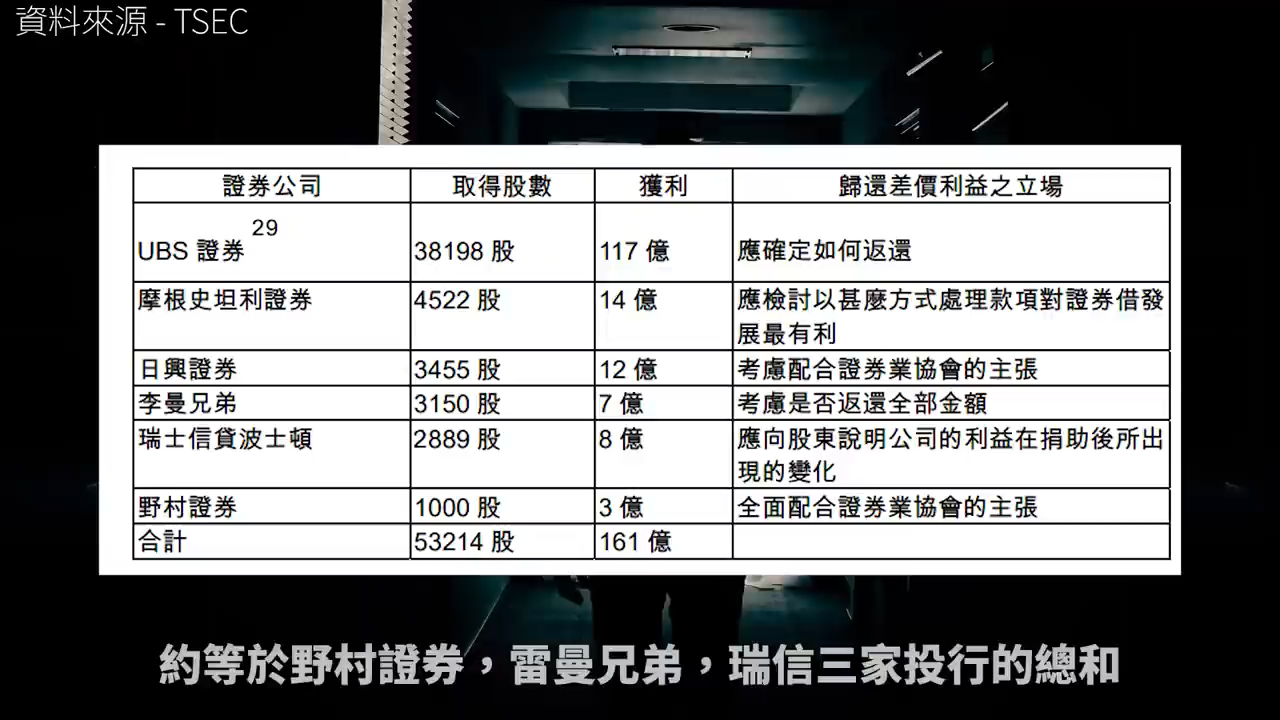 資料來源 - TSEC
證券公司 取得股數 獲利 歸還差價利益之立場
UBS 證券 29 38198 股 117 億 應確定如何返還
摩根史坦利證券 4522 股 14 億 應檢討以甚麼方式處理款項對證券借發
展最有利
日興證券 3455 股 12 億 考慮配合證券業協會的主張
李曼兄弟 3150 股 7 億 考慮是否返還全部金額
瑞士信貸波士頓 2889 股 8 億 應向股東說明公司的利益在捐助後所出
現的變化
野村證券 1000 股 3 億 全面配合證券業協會的主張
合計 53214 股 161 億
約等於野村證券，雷曼兄弟，瑞信三家投行的總和